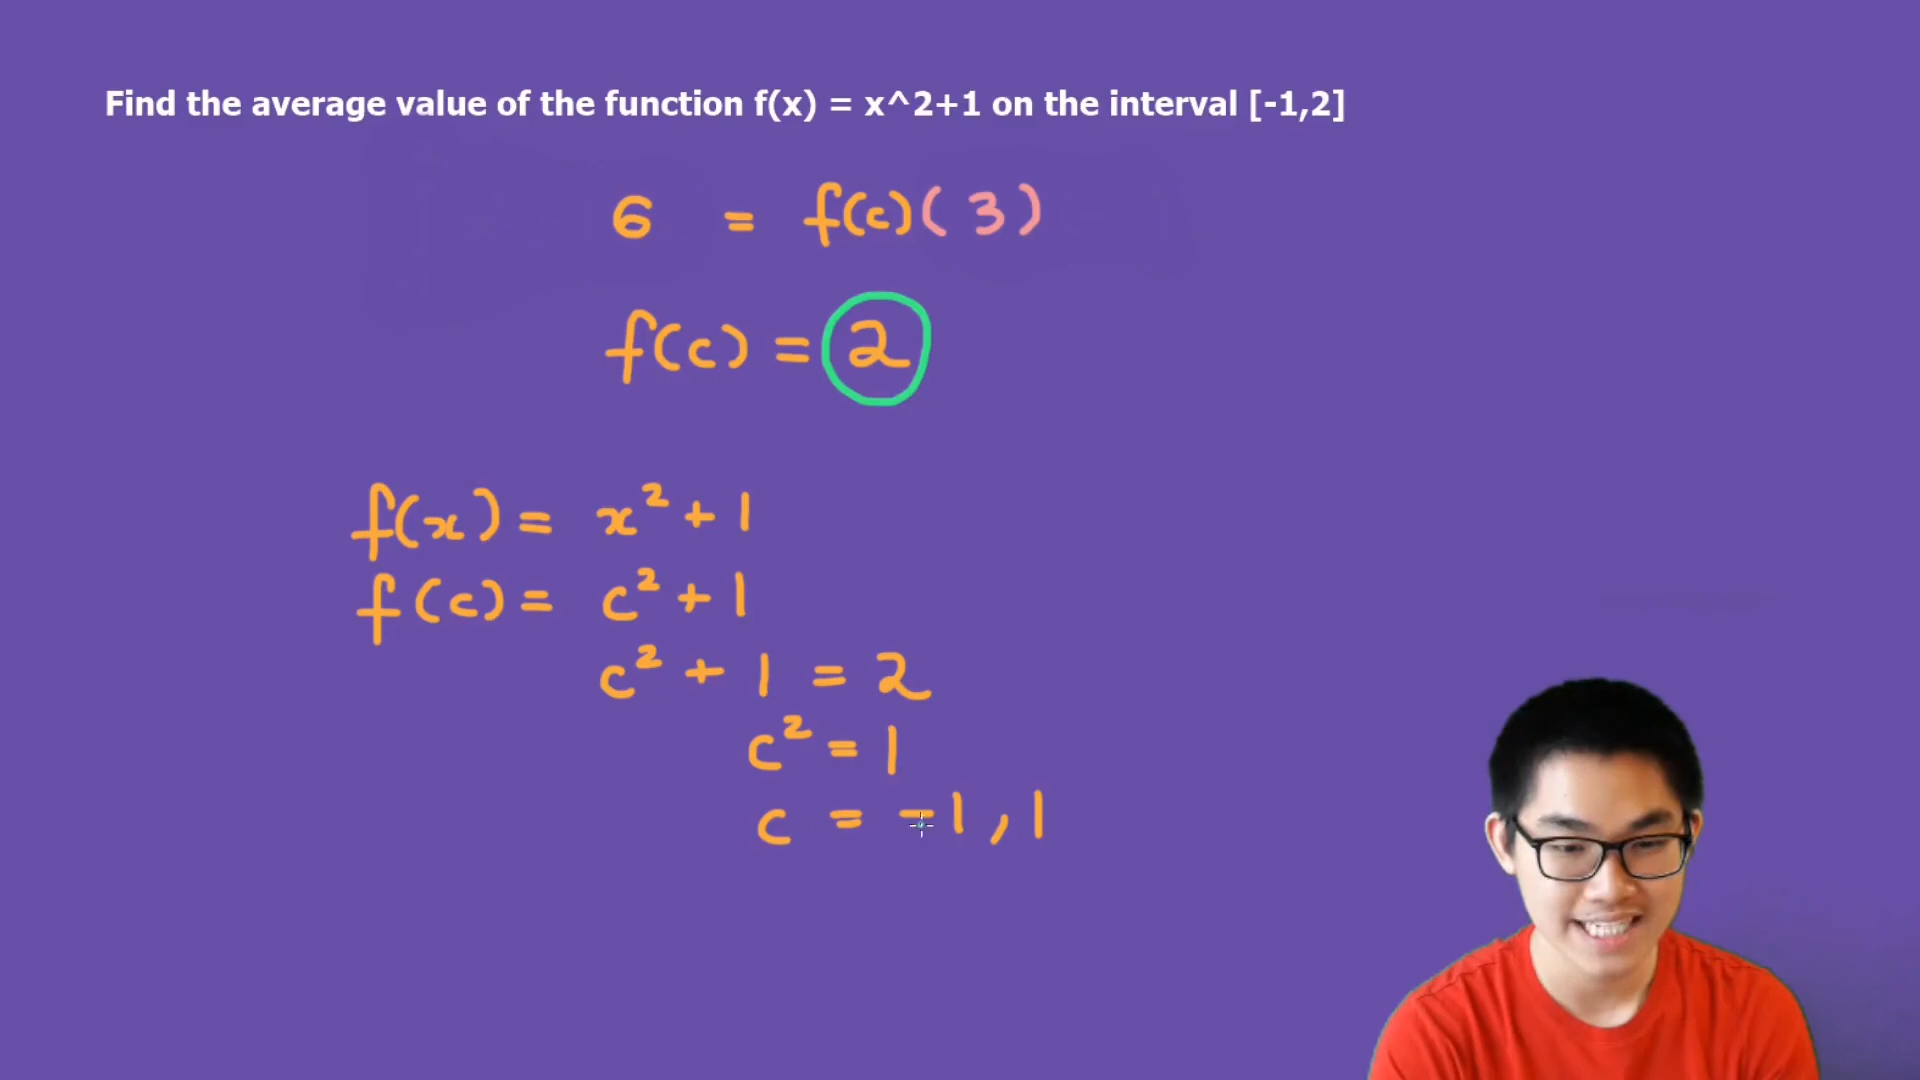 Find the average value of the function f(x) = x^2+1 on the interval [-1,2]
6 = f(c)(3)
f(c) = 2
f(x) = x² + 1
f(c) = c² + 1
c² + 1 = 2
c² = 1
c = -1, 1